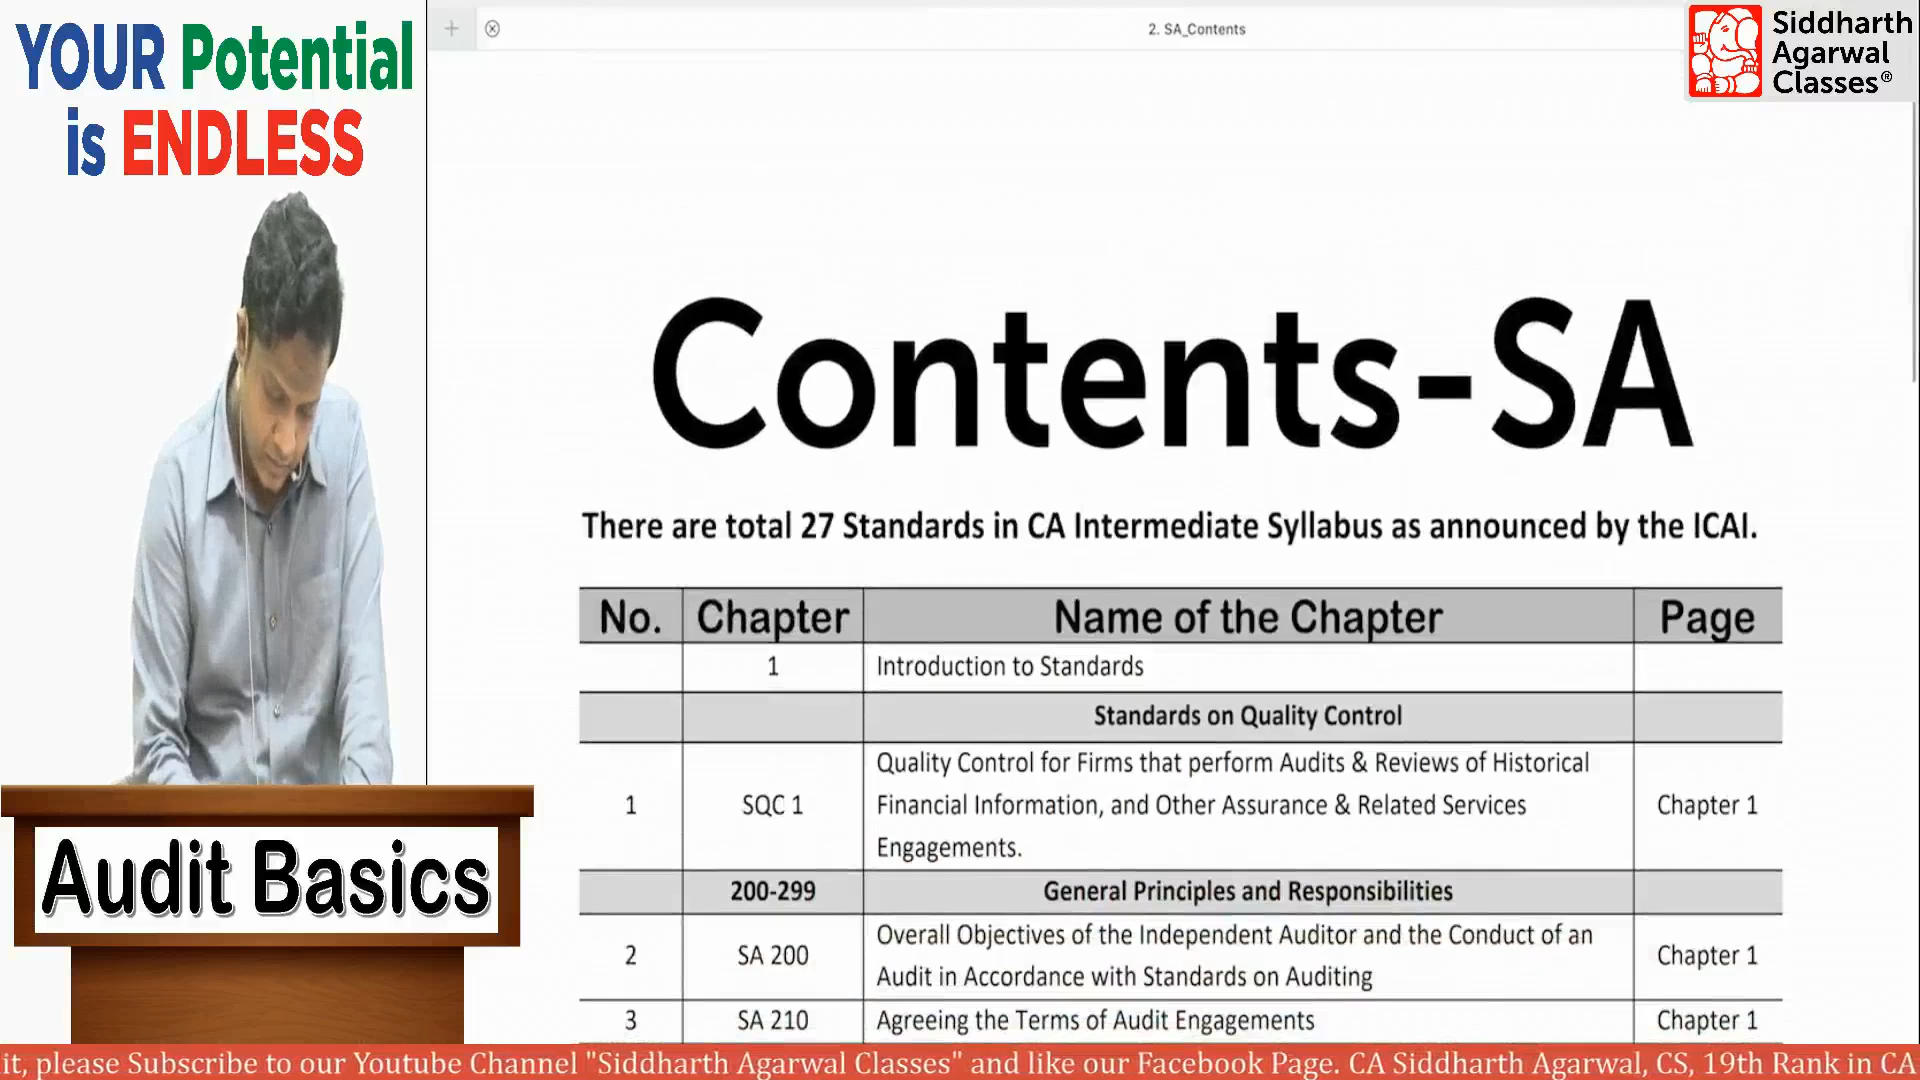 YOUR Potential
is ENDLESS
2. SA_Contents
Siddharth
Agarwal
Classes®
Contents-SA
There are total 27 Standards in CA Intermediate Syllabus as announced by the ICAI.
No. Chapter Name of the Chapter Page
1 Introduction to Standards
Standards on Quality Control
1 SQC 1 Quality Control for Firms that perform Audits & Reviews of Historical
Financial Information, and Other Assurance & Related Services
Engagements. Chapter 1
200-299 General Principles and Responsibilities
2 SA 200 Overall Objectives of the Independent Auditor and the Conduct of an
Audit in Accordance with Standards on Auditing Chapter 1
3 SA 210 Agreeing the Terms of Audit Engagements Chapter 1
Audit Basics
it, please Subscribe to our Youtube Channel "Siddharth Agarwal Classes" and like our Facebook Page. CA Siddharth Agarwal, CS, 19th Rank in CA